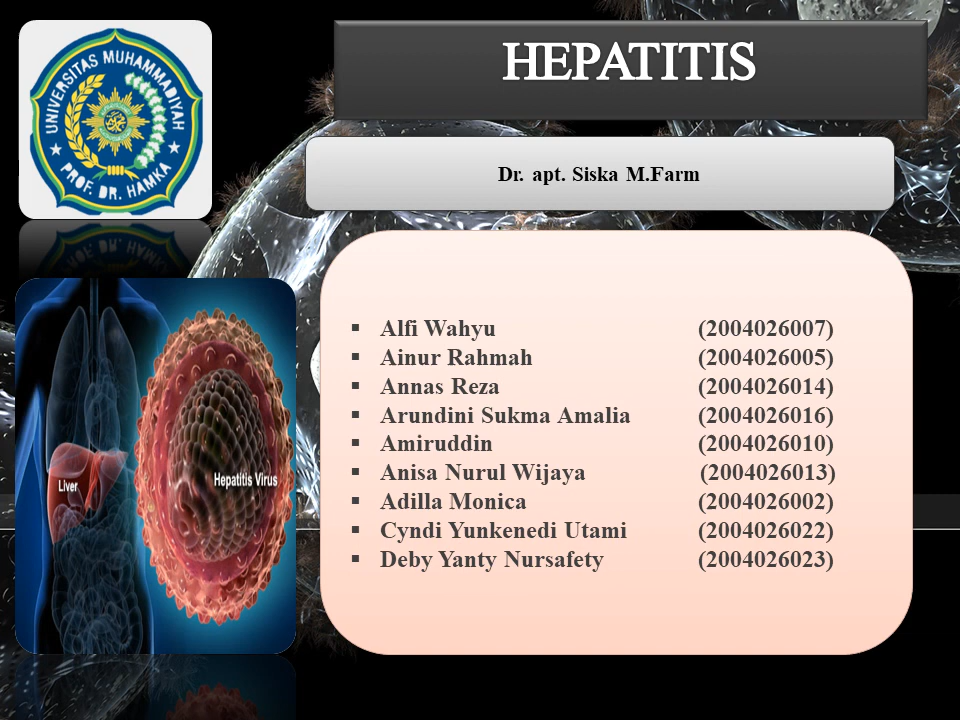 UNIVERSITAS MUHAMMADIYAH
PROF. DR. HAMKA
HEPATITIS
Dr. apt. Siska M.Farm
Liver
Hepatitis Virus
▪ Alfi Wahyu (2004026007)
▪ Ainur Rahmah (2004026005)
▪ Annas Reza (2004026014)
▪ Arundini Sukma Amalia (2004026016)
▪ Amiruddin (2004026010)
▪ Anisa Nurul Wijaya (2004026013)
▪ Adilla Monica (2004026002)
▪ Cyndi Yunkenedi Utami (2004026022)
▪ Deby Yanty Nursafety (2004026023)